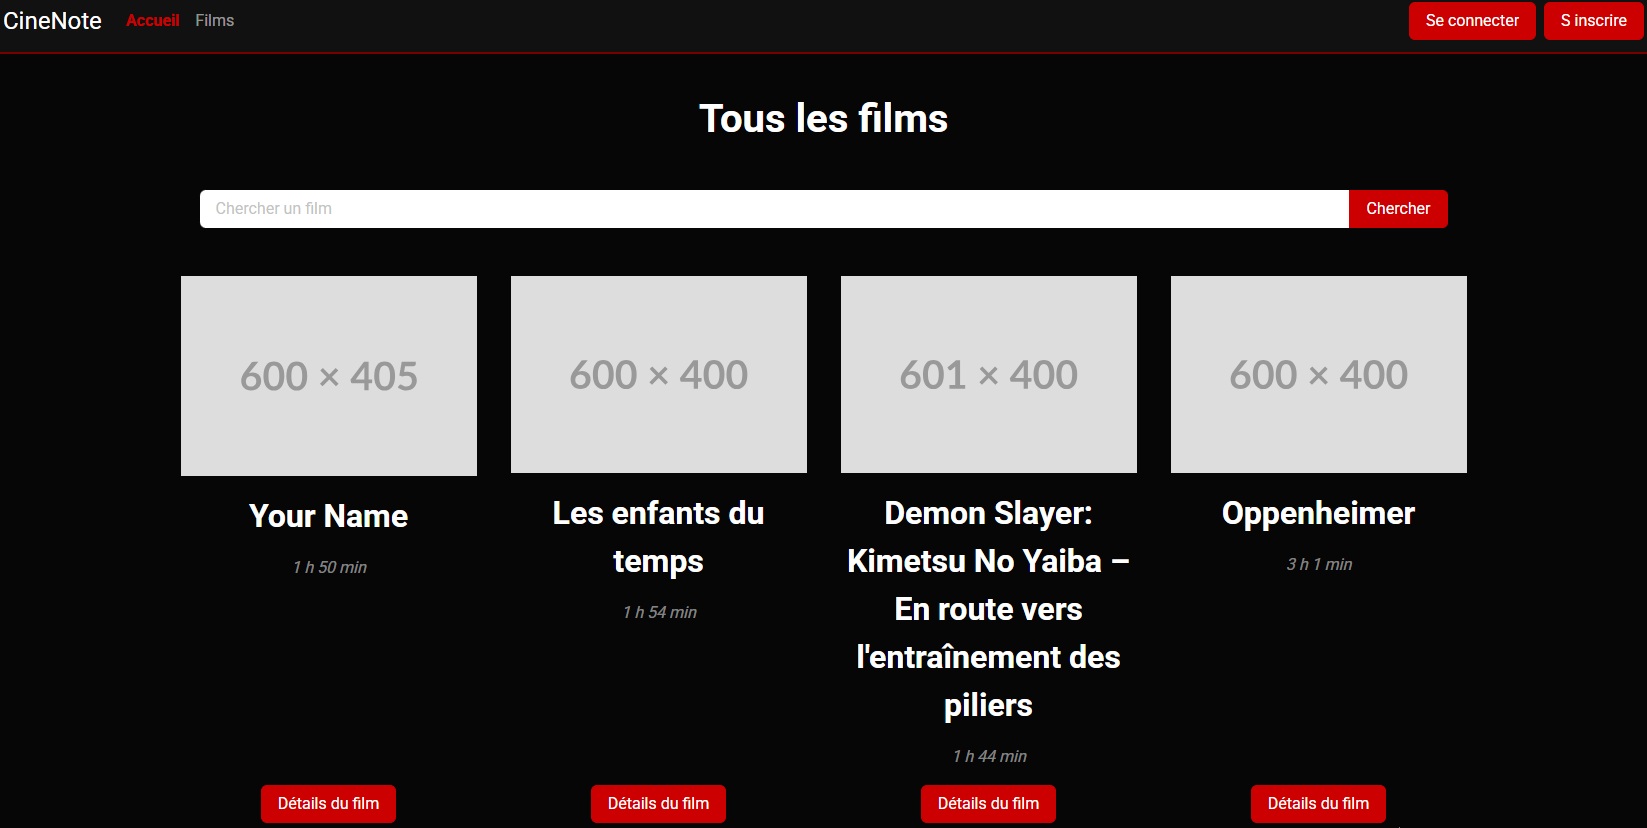 CineNote Accueil Films Se connecter S inscrire
Tous les films
Chercher un film Chercher
600 × 405
600 × 400
601 × 400
600 × 400
Your Name
1 h 50 min
Détails du film
Les enfants du
temps
1 h 54 min
Détails du film
Demon Slayer:
Kimetsu No Yaiba –
En route vers
l'entraînement des
piliers
1 h 44 min
Détails du film
Oppenheimer
3 h 1 min
Détails du film